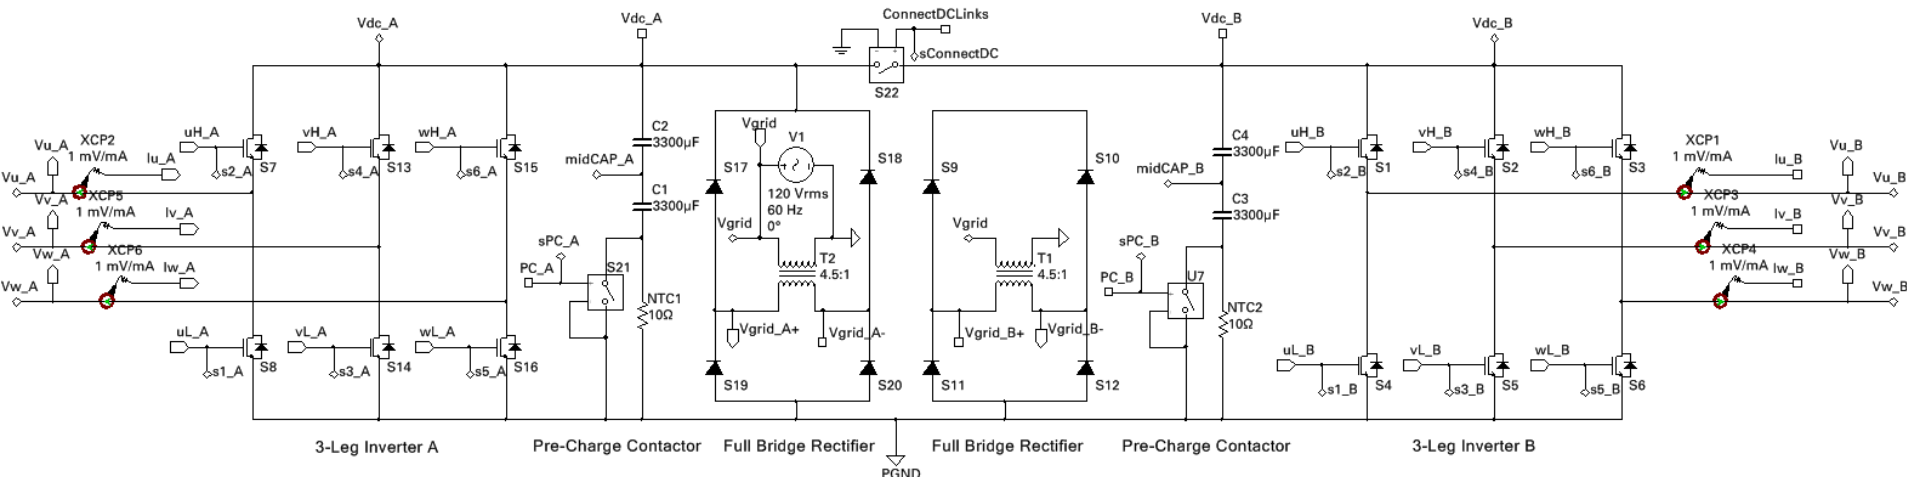 Vdc_A
Vdc_A
ConnectDCLinks
sConnectDC
S22
Vdc_B
Vdc_B
XCP2
1 mV/mA
Vu_A
Iu_A
Vu_A
XCP5
1 mV/mA
Vv_A
Iv_A
Vv_A
XCP6
1 mV/mA
Vw_A
Iw_A
Vw_A
uH_A
s2_A
S7
vH_A
s4_A
S13
wH_A
s6_A
S15
uL_A
s1_A
S8
vL_A
s3_A
S14
wL_A
s5_A
S16
C2
3300µF
midCAP_A
C1
3300µF
sPC_A
PC_A
S21
NTC1
10Ω
Vgrid
V1
S17
S18
120 Vrms
60 Hz
0°
Vgrid
T2
4.5:1
Vgrid_A+
Vgrid_A-
S19
S20
S9
S10
Vgrid
T1
4.5:1
Vgrid_B+
Vgrid_B-
S11
S12
C4
3300µF
midCAP_B
C3
3300µF
sPC_B
PC_B
U7
NTC2
10Ω
uH_B
s2_B
S1
vH_B
s4_B
S2
wH_B
s6_B
S3
uL_B
s1_B
S4
vL_B
s3_B
S5
wL_B
s5_B
S6
XCP1
1 mV/mA
Iu_B
Vu_B
Vu_B
XCP3
1 mV/mA
Iv_B
Vv_B
Vv_B
XCP4
1 mV/mA
Iw_B
Vw_B
Vw_B
3-Leg Inverter A
Pre-Charge Contactor
Full Bridge Rectifier
Full Bridge Rectifier
Pre-Charge Contactor
3-Leg Inverter B
PGND